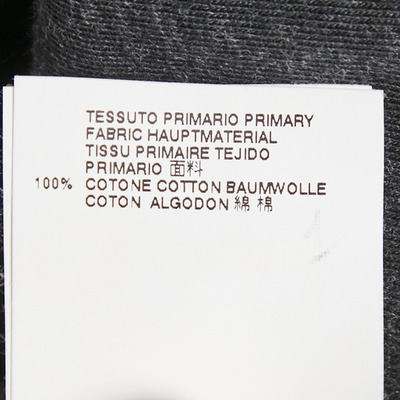 TESSUTO PRIMARIO PRIMARY
FABRIC HAUPTMATERIAL
TISSU PRIMAIRE TEJIDO
PRIMARIO 面料
100% COTONE COTTON BAUMWOLLE
COTON ALGODON 綿 棉